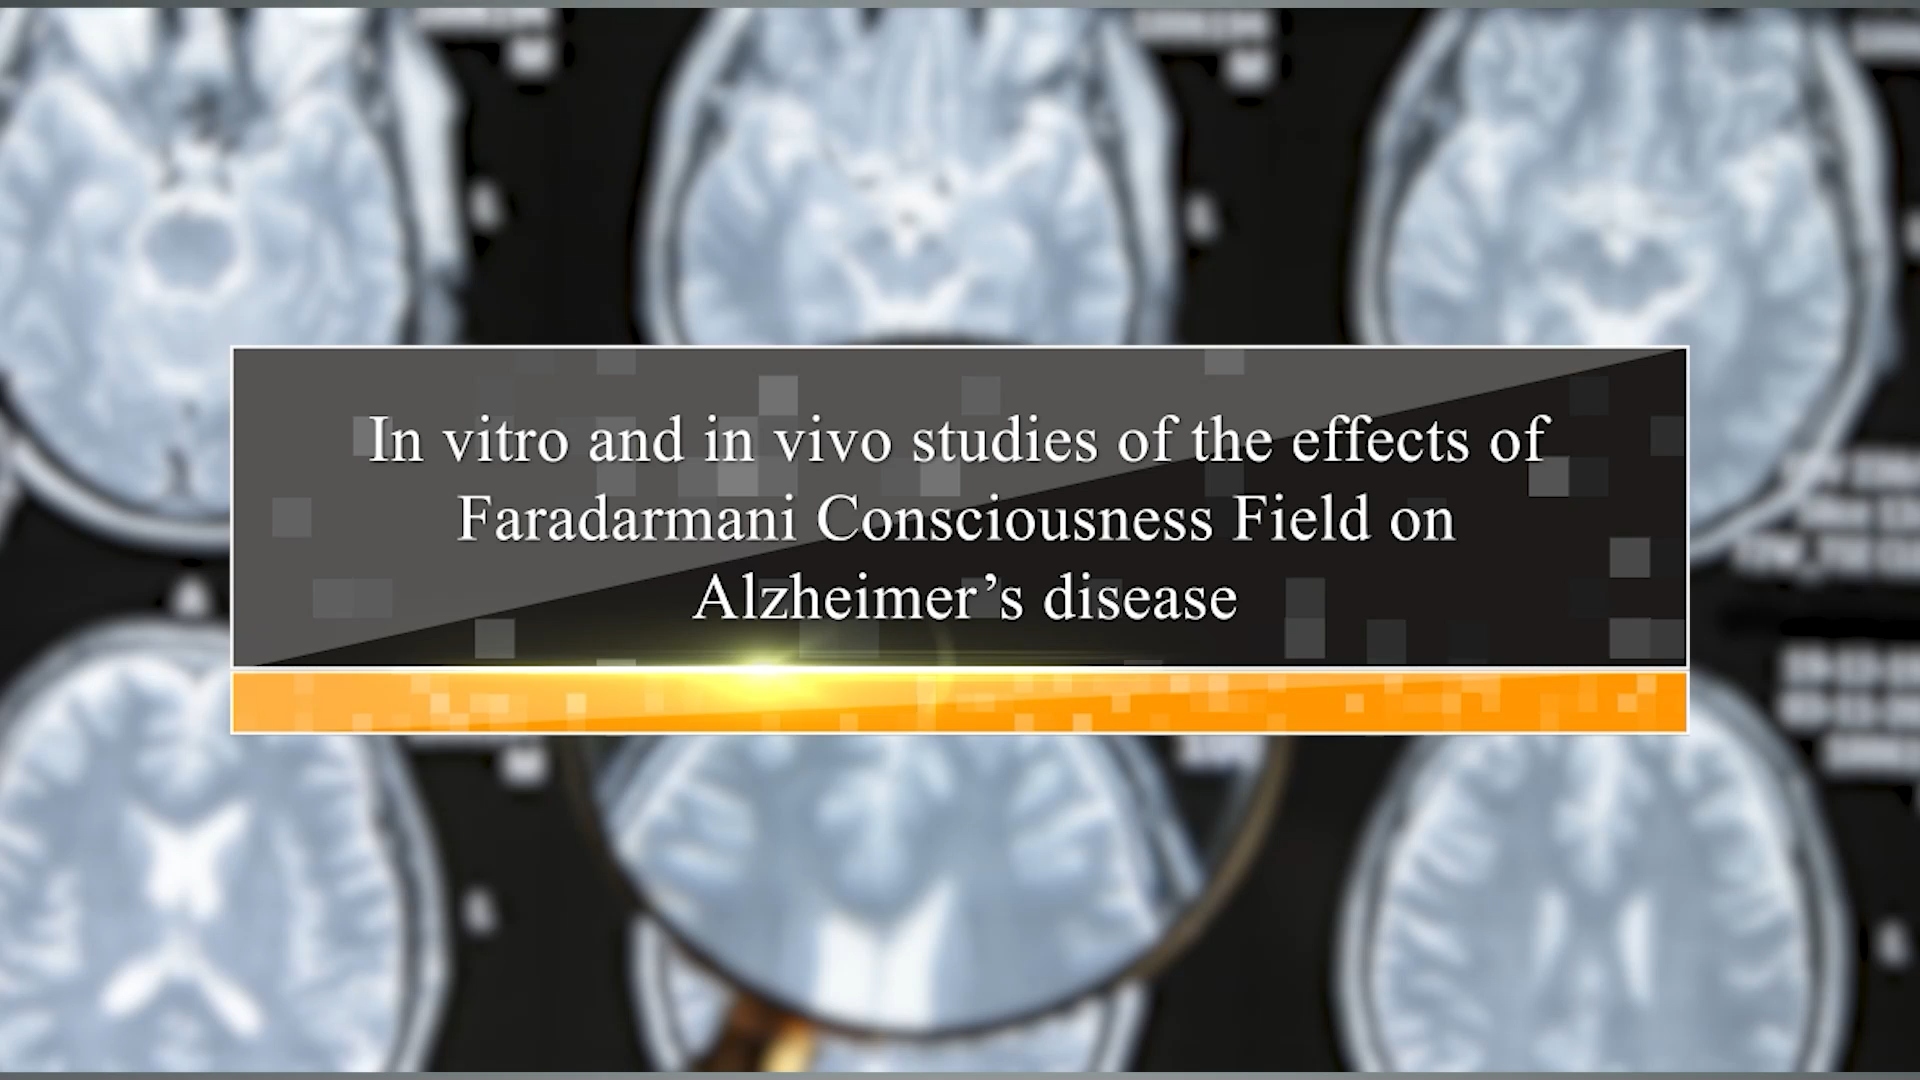 In vitro and in vivo studies of the effects of
Faradarmani Consciousness Field on
Alzheimer’s disease